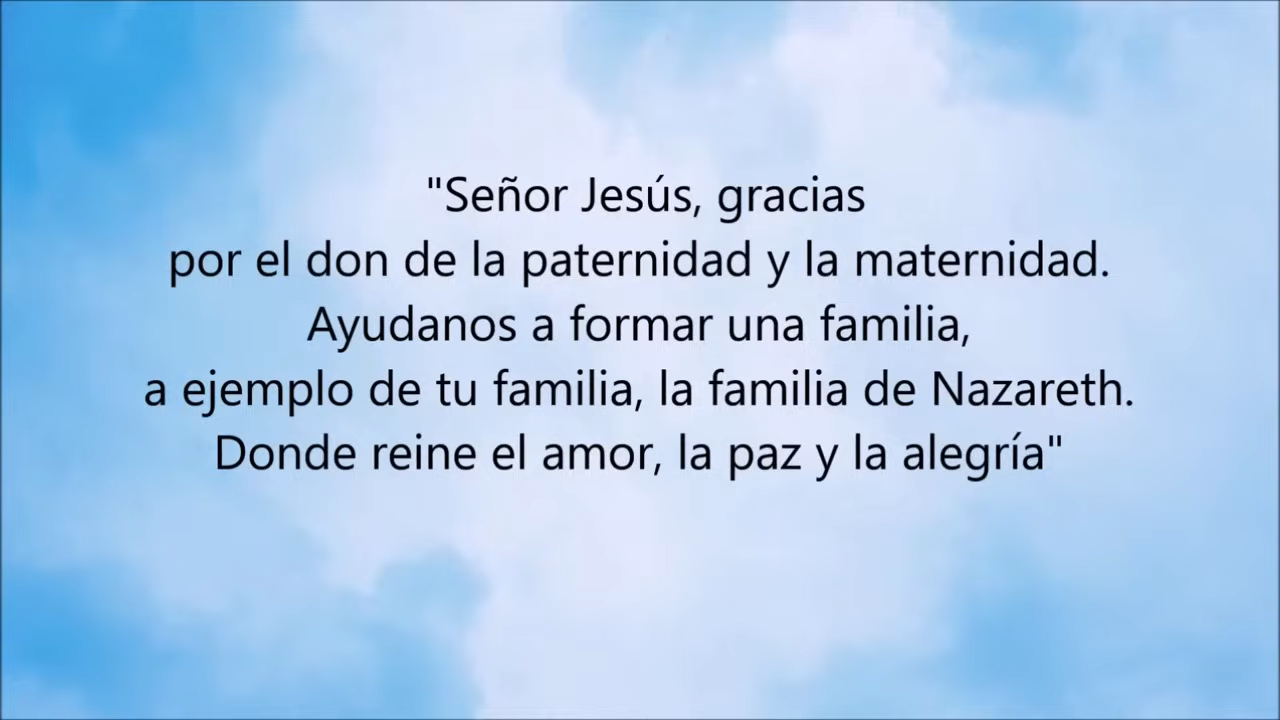 "Señor Jesús, gracias
por el don de la paternidad y la maternidad.
Ayudanos a formar una familia,
a ejemplo de tu familia, la familia de Nazareth.
Donde reine el amor, la paz y la alegría"